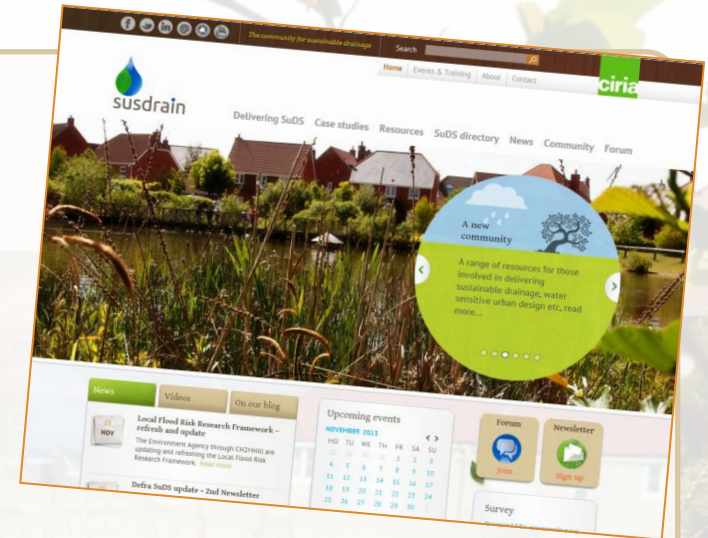 The community for sustainable drainage
Search
Home Events & Training About Contact
ciria
susdrain
Delivering SuDS Case studies Resources SuDS directory News Community Forum
A new
community
A range of resources for those
involved in delivering
sustainable drainage, water
sensitive urban design etc, read
more...
News Videos On our blog
NOV
Local Flood Risk Research Framework –
refresh and update
The Environment Agency through CH2MHill are
updating and refreshing the Local Flood Risk
Research Framework. Read more
Defra SuDS update – 2nd Newsletter
Upcoming events
NOVEMBER 2013
MO TU WE TH FR SA SU
1 2 3
4 5 6 7 8 9 10
11 12 13 14 15 16 17
18 19 20 21 22 23 24
25 26 27 28 29 30
Forum
Join
Newsletter
Sign up
Survey